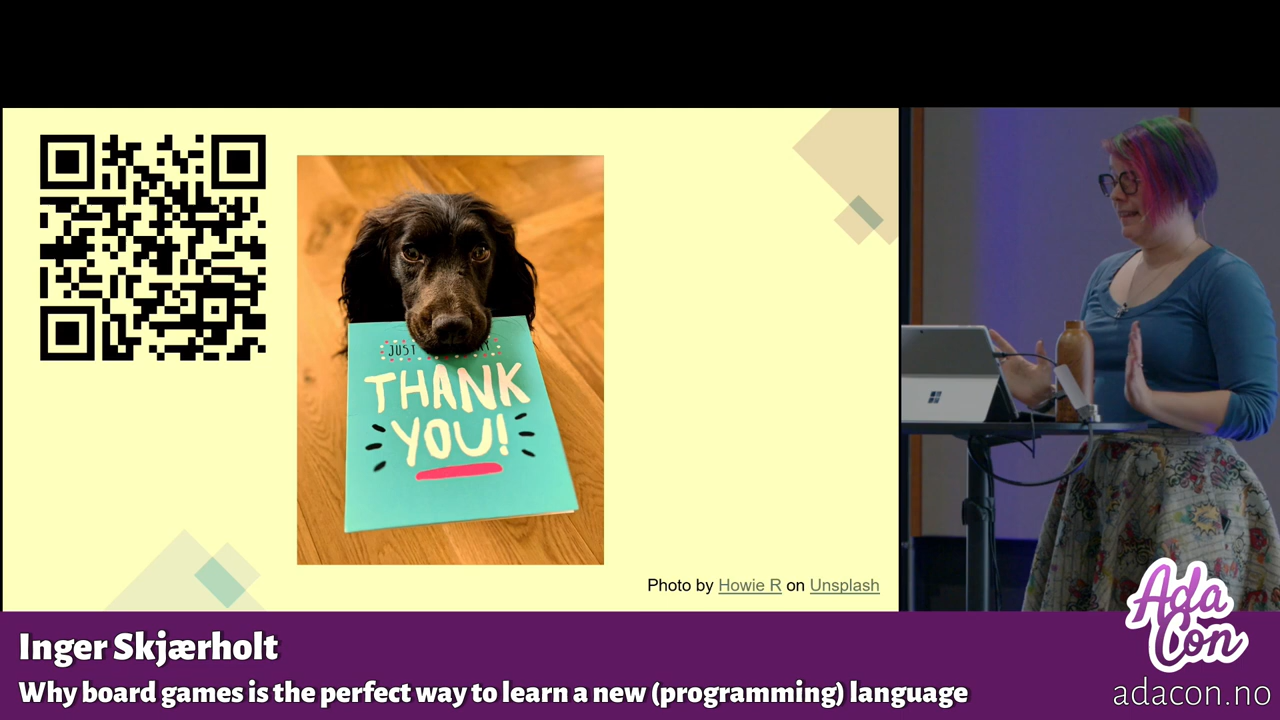 JUST
THANK
YOU!
Photo by Howie R on Unsplash
Ada
Con
Inger Skjærholt
Why board games is the perfect way to learn a new (programming) language
adacon.no